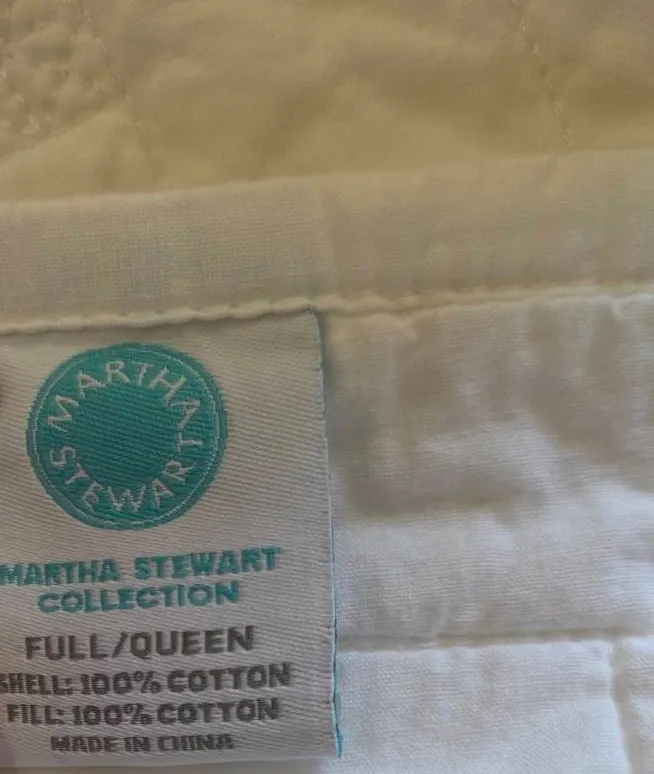 MARTHA STEWART
MARTHA STEWART
COLLECTION
FULL/QUEEN
SHELL: 100% COTTON
FILL: 100% COTTON
MADE IN CHINA